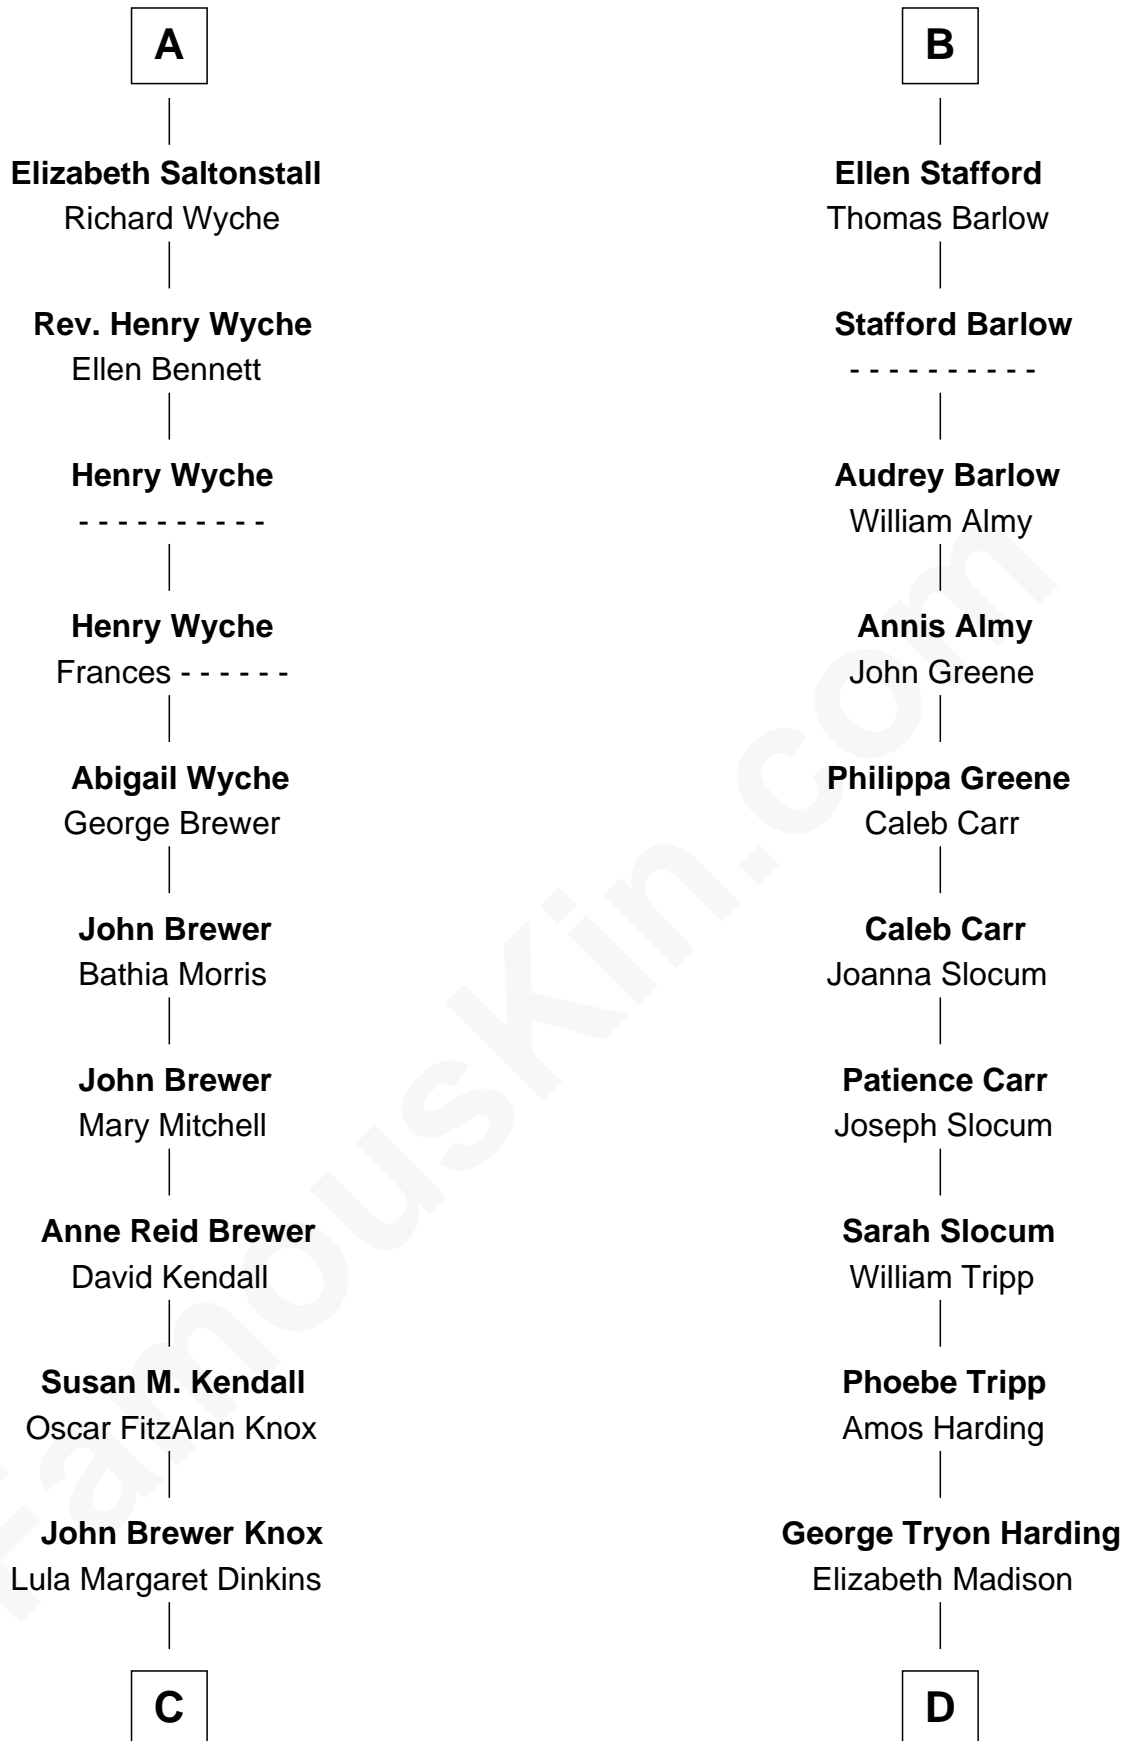 A
Elizabeth Saltonstall
Richard Wyche
Rev. Henry Wyche
Ellen Bennett
Henry Wyche
- - - - - - - - - -
Henry Wyche
Frances - - - - - -
Abigail Wyche
George Brewer
John Brewer
Bathia Morris
John Brewer
Mary Mitchell
Anne Reid Brewer
David Kendall
Susan M. Kendall
Oscar FitzAlan Knox
John Brewer Knox
Lula Margaret Dinkins
C
B
Ellen Stafford
Thomas Barlow
Stafford Barlow
- - - - - - - - - -
Audrey Barlow
William Almy
Annis Almy
John Greene
Philippa Greene
Caleb Carr
Caleb Carr
Joanna Slocum
Patience Carr
Joseph Slocum
Sarah Slocum
William Tripp
Phoebe Tripp
Amos Harding
George Tryon Harding
Elizabeth Madison
D
FamousKin.com